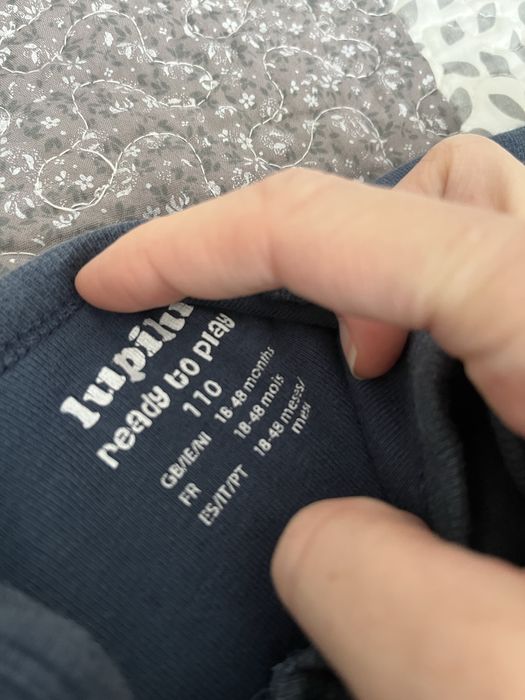 lupilu
ready to play
110
GB/IE/NI 18-48 months
FR 18-48 mois
ES/IT/PT 18-48 meses/
mesi